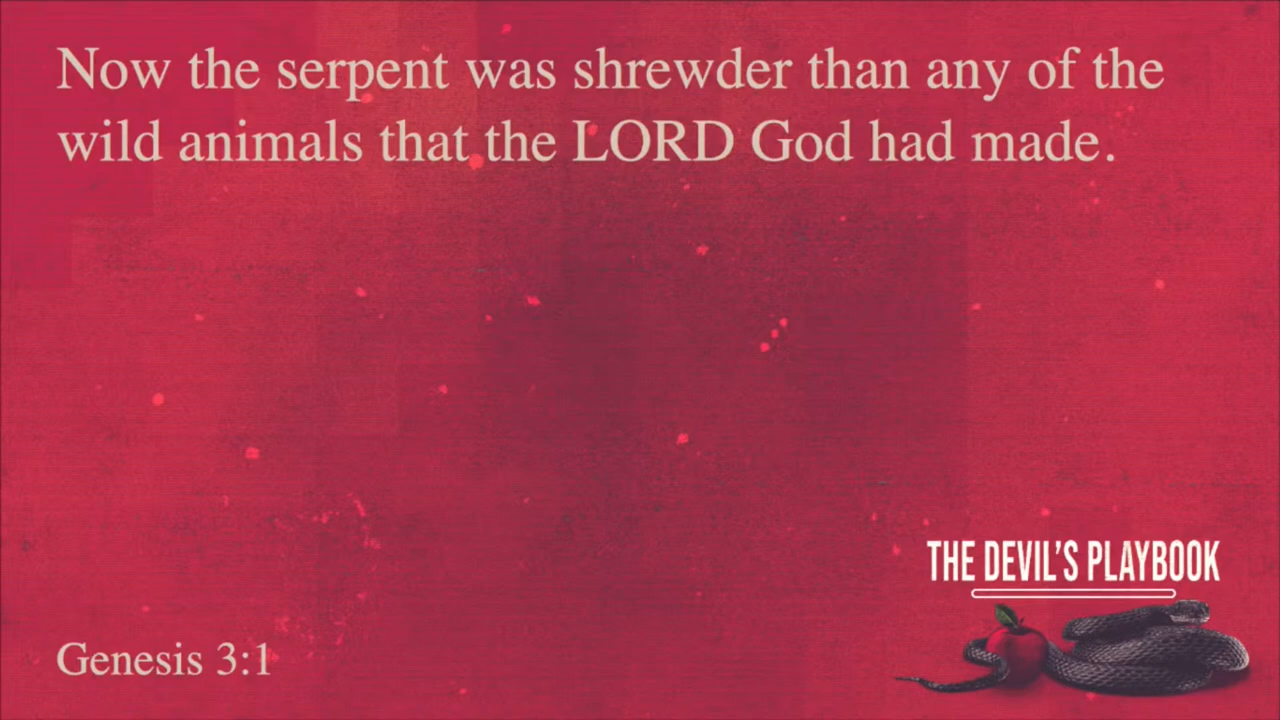 Now the serpent was shrewder than any of the
wild animals that the LORD God had made.
THE DEVIL'S PLAYBOOK
Genesis 3:1